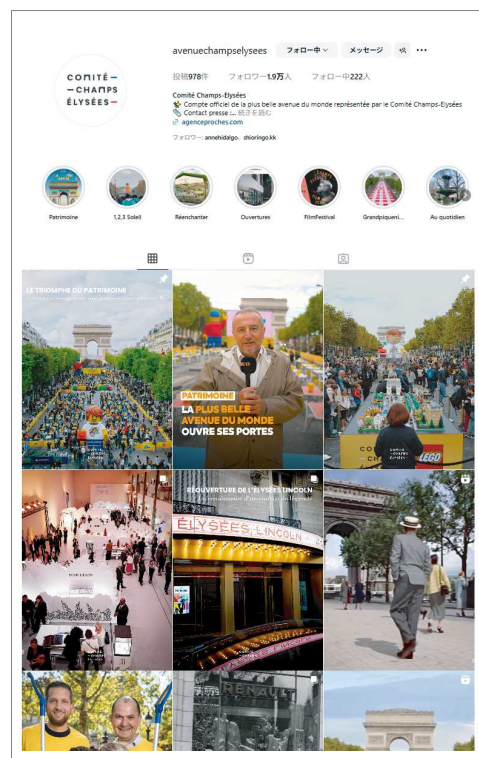 avenuechampselysees フォロー中 メッセージ
投稿978件 フォロワー1.9万人 フォロー中222人
Comité Champs-Elysées
Compte officiel de la plus belle avenue du monde représentée par le Comité Champs-Elysées
Contact presse :... 続きを読む
agenceproches.com
フォロワー: annehidalgo、shioringo.kk
COMITÉ
CHAMPS
ÉLYSÉES
Patrimoine 1,2,3 Soleil Réenchanter Ouvertures FilmFestival Grandpiqueni... Au quotidien
LE TRIOMPHE DU PATRIMOINE
PATRIMOINE
LA PLUS BELLE
AVENUE DU MONDE
OUVRE SES PORTES
LEGO
RÉOUVERTURE DE L'ÉLYSÉES LINCOLN
ÉLYSÉES LINCOLN
RENAULT